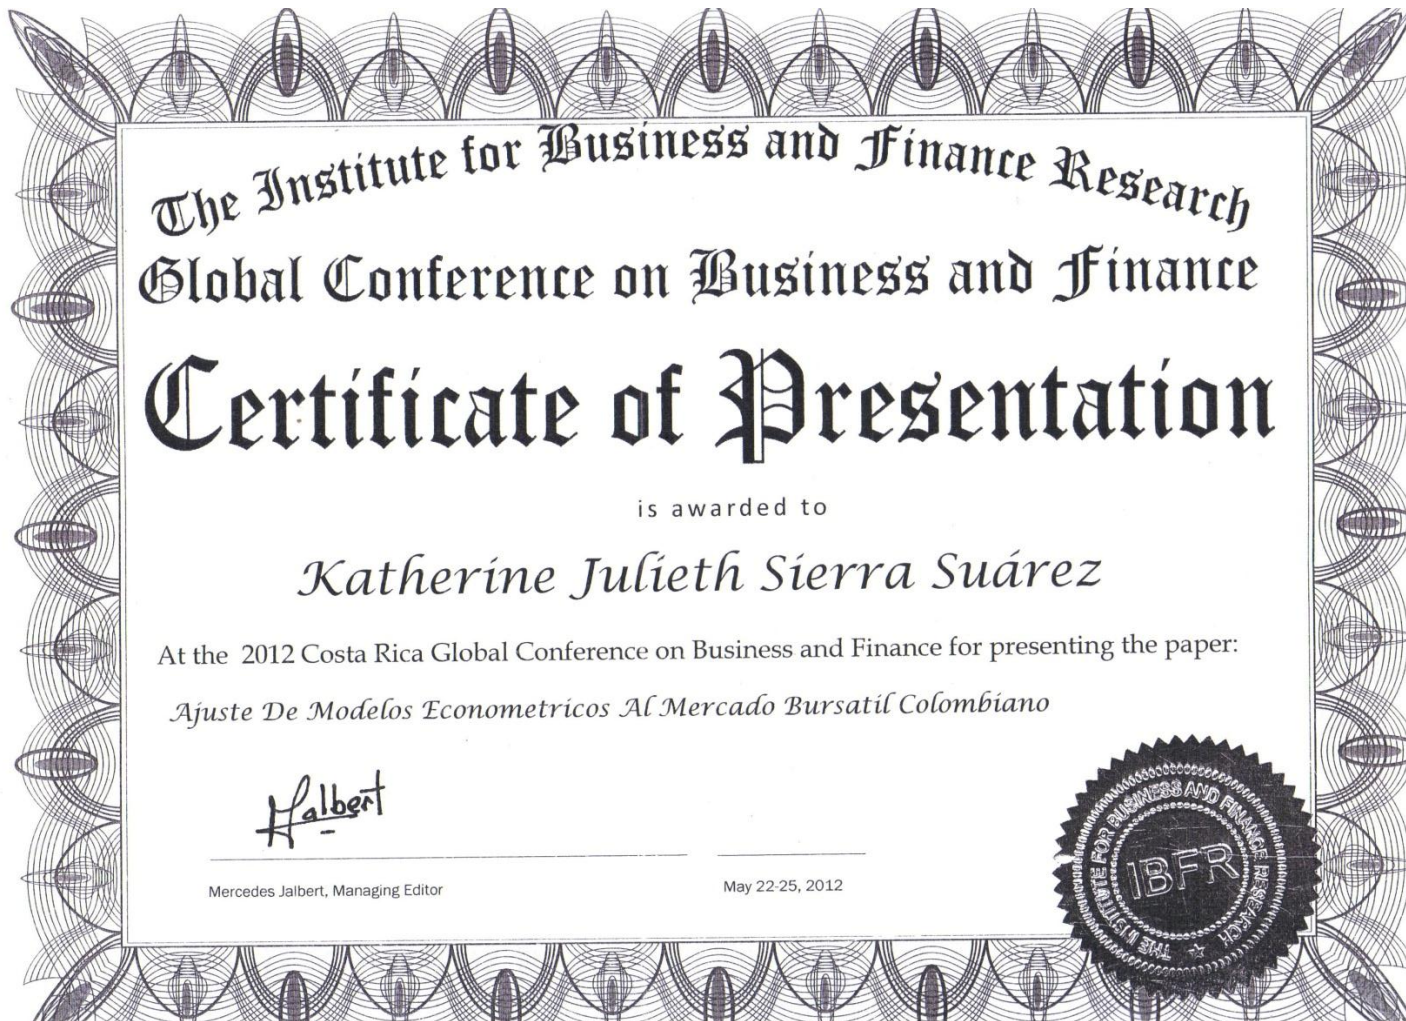 The Institute for Business and Finance Research
Global Conference on Business and Finance
Certificate of Presentation
is awarded to
Katherine Julieth Sierra Suárez
At the 2012 Costa Rica Global Conference on Business and Finance for presenting the paper:
Ajuste De Modelos Econometricos Al Mercado Bursatil Colombiano
Jalbert
Mercedes Jalbert, Managing Editor
May 22-25, 2012
THE INSTITUTE FOR BUSINESS AND FINANCE RESEARCH
IBFR